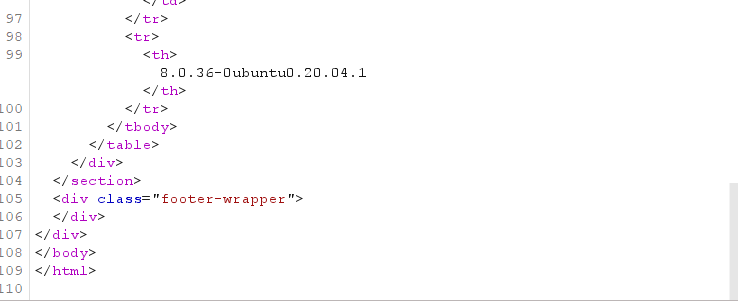 </td>
97 </tr>
98 <tr>
99 <th>
8.0.36-0ubuntu0.20.04.1
</th>
100 </tr>
101 </tbody>
102 </table>
103 </div>
104 </section>
105 <div class="footer-wrapper">
106 </div>
107 </div>
108 </body>
109 </html>
110